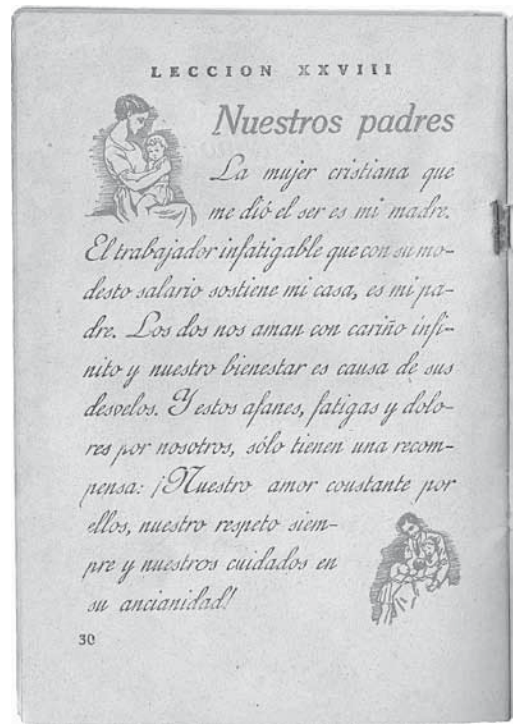 LECCION XXVIII
Nuestros padres
La mujer cristiana que
me dió el ser es mi madre.
El trabajador infatigable que con su mo-
desto salario sostiene mi casa, es mi pa-
dre. Los dos nos aman con cariño infi-
nito y nuestro bienestar es causa de sus
desvelos. Y estos afanes, fatigas y dolo-
res por nosotros, sólo tienen una recom-
pensa: ¡Nuestro amor constante por
ellos, nuestro respeto siem-
pre y nuestros cuidados en
su ancianidad!
30